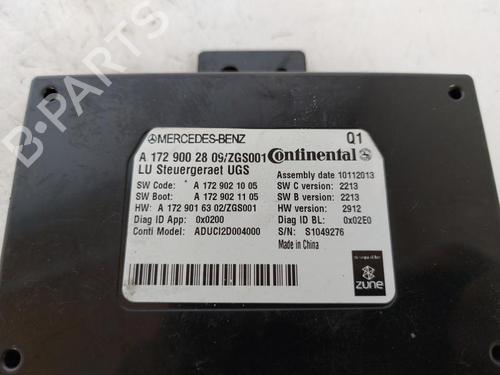 B-PARTS
MERCEDES-BENZ Q1
A 172 900 28 09/ZGS001 Continental
LU Steuergeraet UGS Assembly date 10112013
SW Code: A 172 902 10 05 SW C version: 2213
SW Boot: A 172 902 11 05 SW B version: 2213
HW: A 172 901 63 02/ZGS001 HW version: 2912
Diag ID App: 0x0200 Diag ID BL: 0x02E0
Conti Model: ADUCI2D004000 S/N: S1049276
Made in China
zune